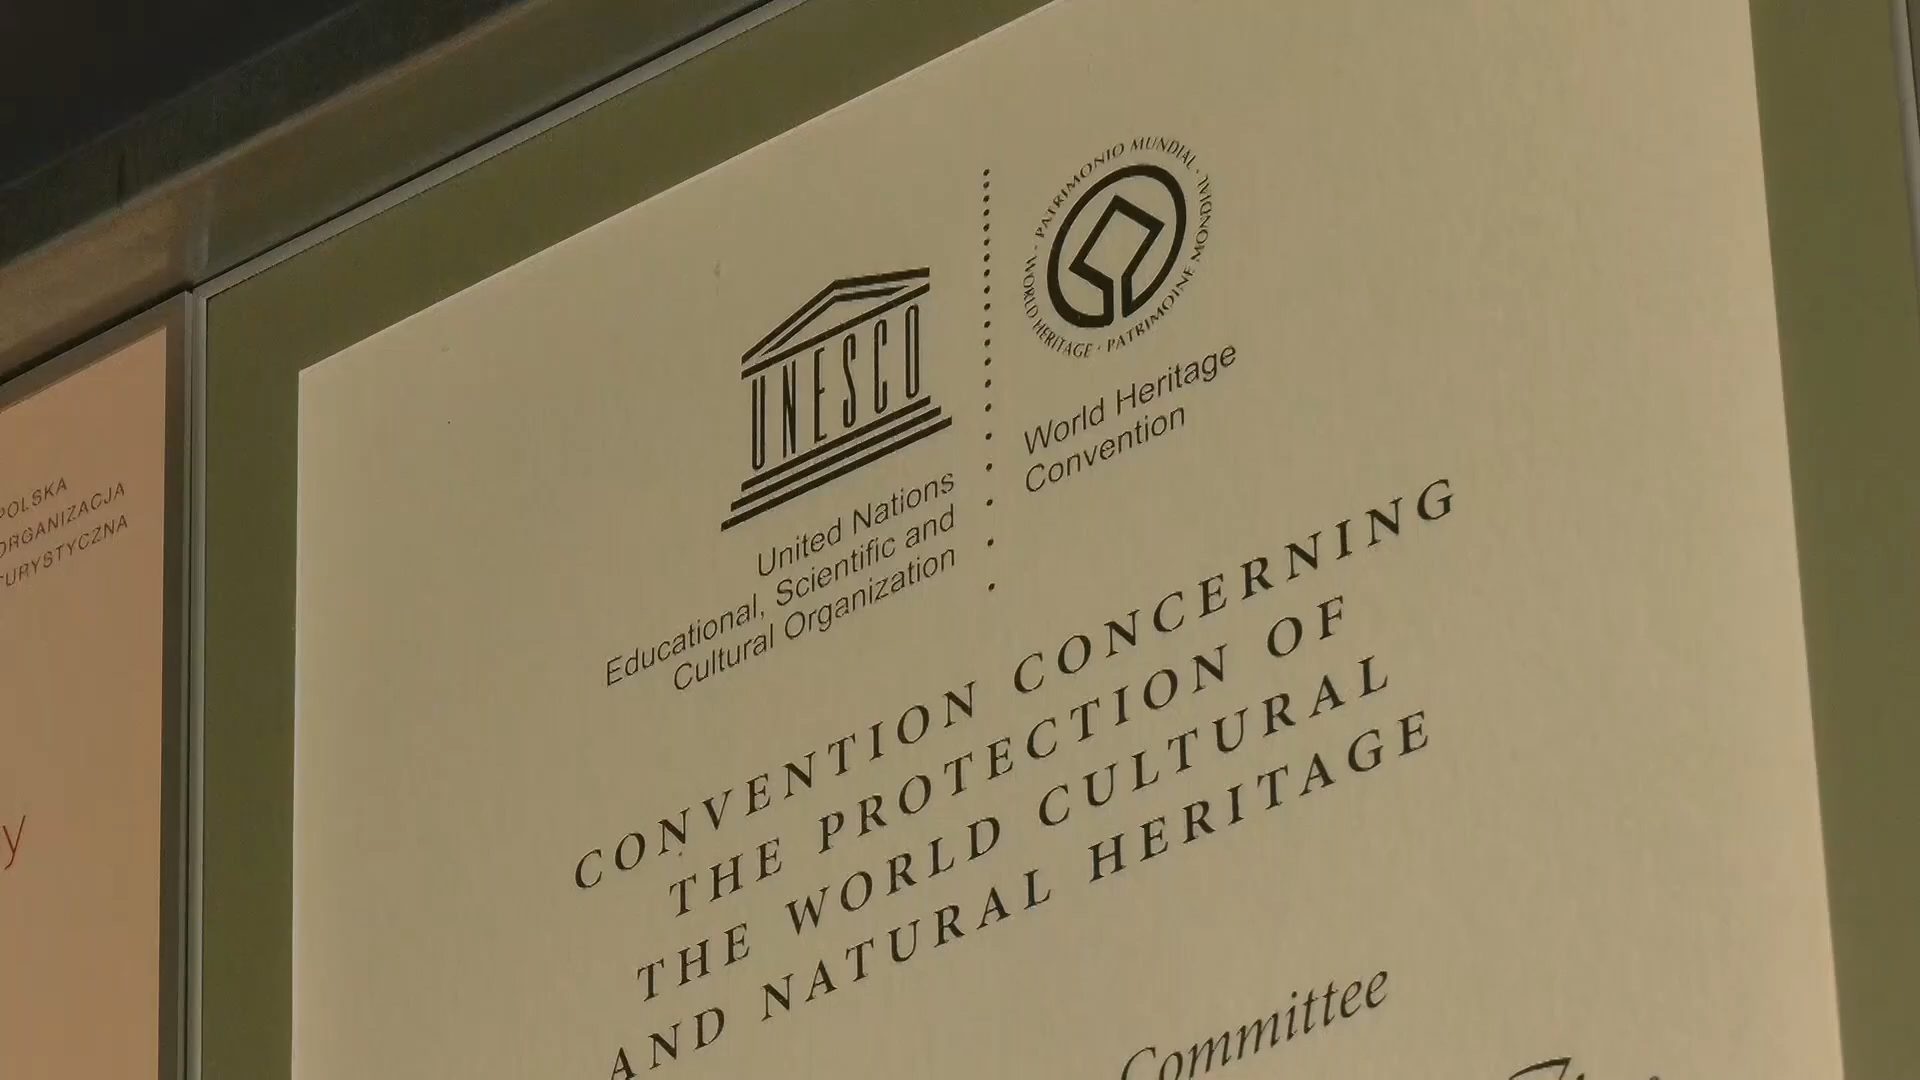 POLSKA
ORGANIZACJA
TURYSTYCZNA
y
UNESCO
United Nations
Educational, Scientific and
Cultural Organization
WORLD HERITAGE · PATRIMONIO MUNDIAL · PATRIMOINE MONDIAL ·
World Heritage
Convention
CONVENTION CONCERNING
THE PROTECTION OF
THE WORLD CULTURAL
AND NATURAL HERITAGE
Committee